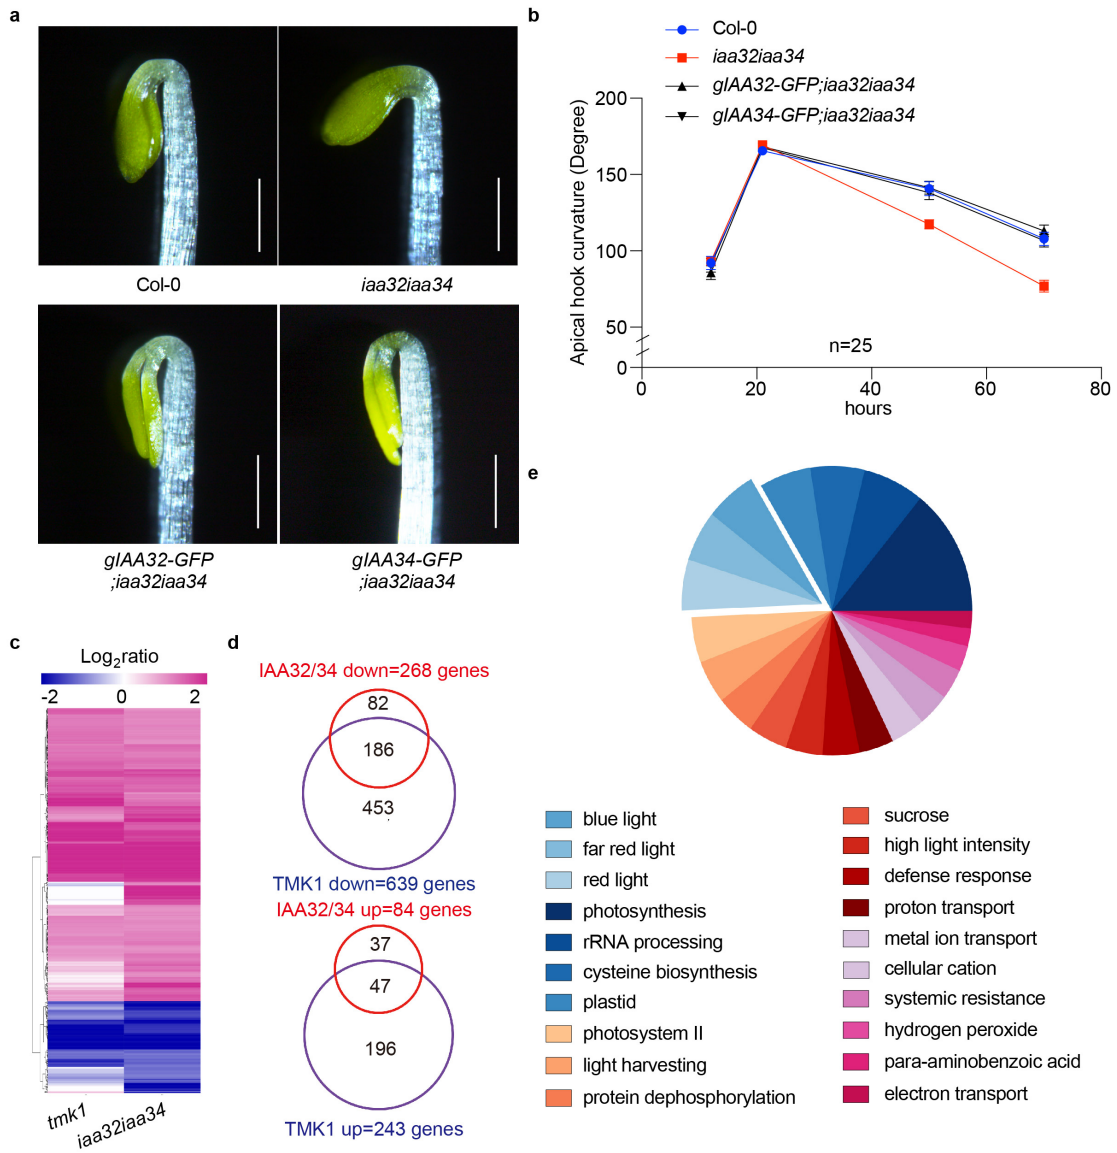 a
Col-0
iaa32iaa34
gIAA32-GFP
;iaa32iaa34
gIAA34-GFP
;iaa32iaa34
b
Col-0
iaa32iaa34
gIAA32-GFP;iaa32iaa34
gIAA34-GFP;iaa32iaa34
Apical hook curvature (Degree)
200
150
100
50
0
n=25
0 20 40 60 80
hours
c
Log2ratio
-2 0 2
tmk1
iaa32iaa34
d
IAA32/34 down=268 genes
82
186
453
TMK1 down=639 genes
IAA32/34 up=84 genes
37
47
196
TMK1 up=243 genes
e
blue light
far red light
red light
photosynthesis
rRNA processing
cysteine biosynthesis
plastid
photosystem II
light harvesting
protein dephosphorylation
sucrose
high light intensity
defense response
proton transport
metal ion transport
cellular cation
systemic resistance
hydrogen peroxide
para-aminobenzoic acid
electron transport